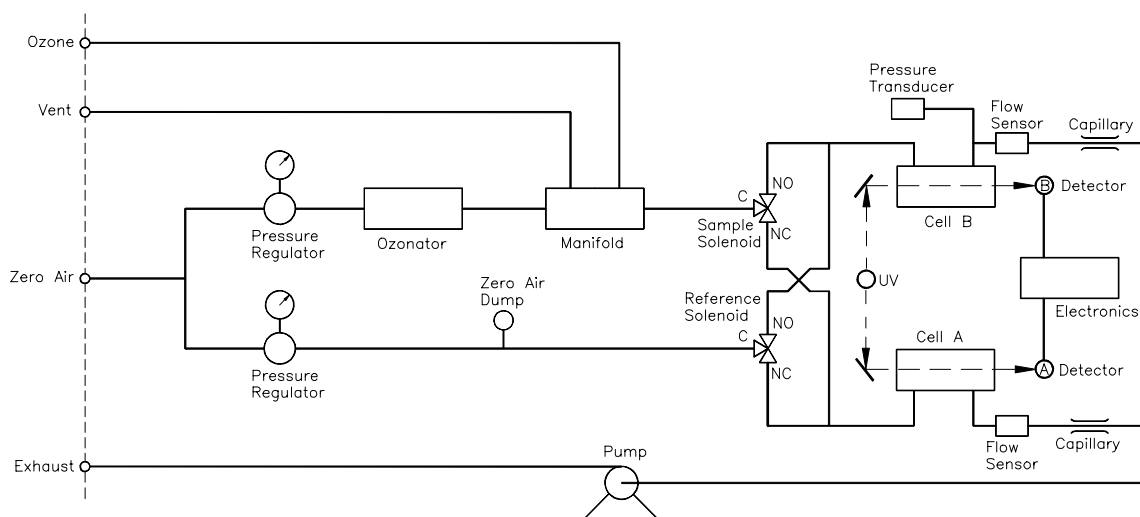 Ozone
Vent
Zero Air
Exhaust
Pressure
Regulator
Ozonator
Manifold
Pressure
Regulator
Zero Air
Dump
C
NO
NC
Sample
Solenoid
Reference
Solenoid
C
NO
NC
Pump
Pressure
Transducer
Flow
Sensor
Capillary
B
Detector
Cell B
UV
Electronics
Cell A
A
Detector
Flow
Sensor
Capillary